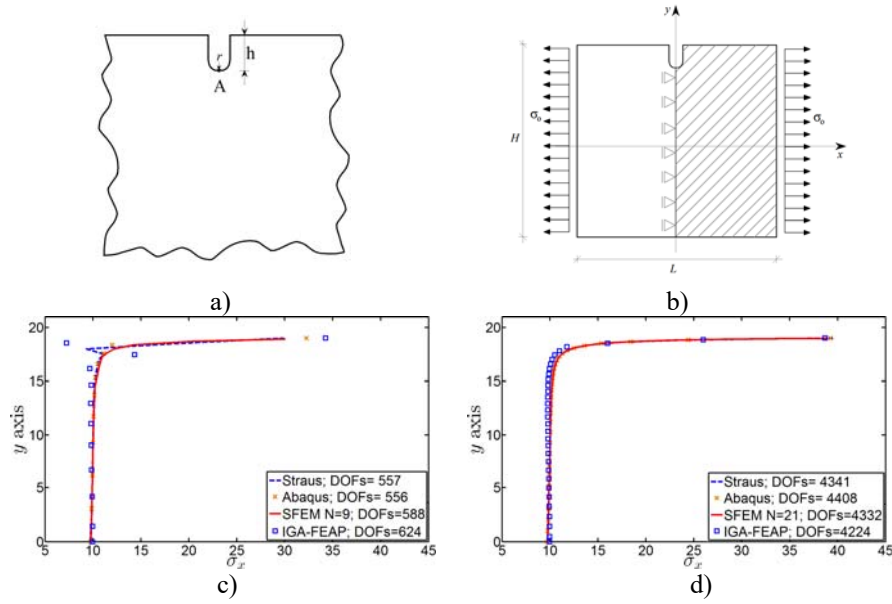 r
h
A
a)
y
σ₀
σ₀
H
x
L
b)
20
15
10
5
0
y axis
5
10
15
20
25
30
35
40
45
σₓ
Straus; DOFs= 557
Abaqus; DOFs= 556
SFEM N=9; DOFs=588
IGA-FEAP; DOFs=624
c)
20
15
10
5
0
y axis
5
10
15
20
25
30
35
40
45
σₓ
Straus; DOFs= 4341
Abaqus; DOFs= 4408
SFEM N=21; DOFs=4332
IGA-FEAP; DOFs=4224
d)